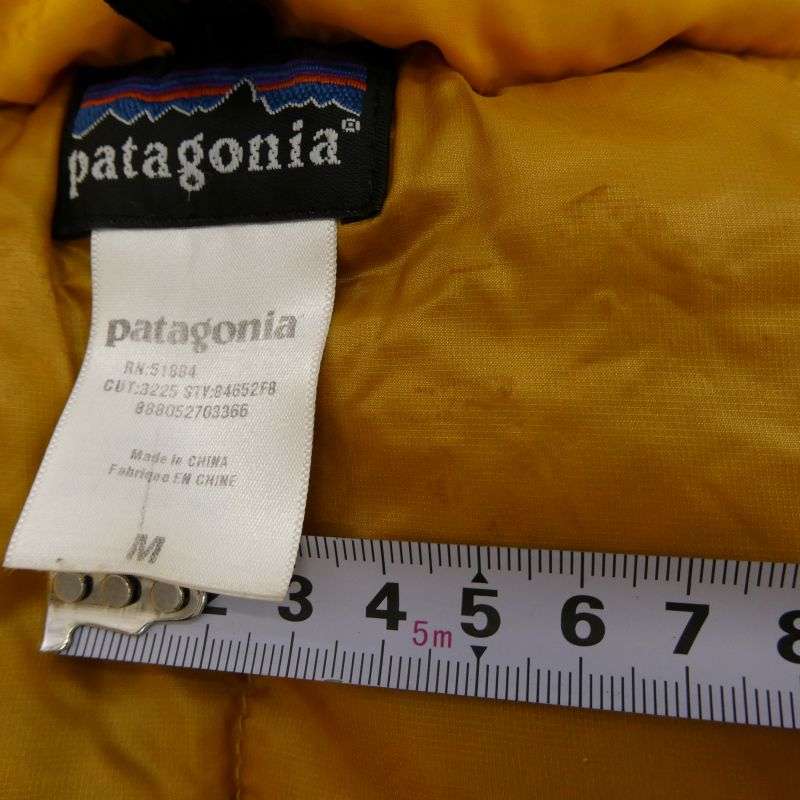 patagonia®
patagonia
RN:51884
CUT:3225 STY:84652F8
888052703366
Made in CHINA
Fabriqué EN CHINE
M
2 3 4 5m 5 6 7 8